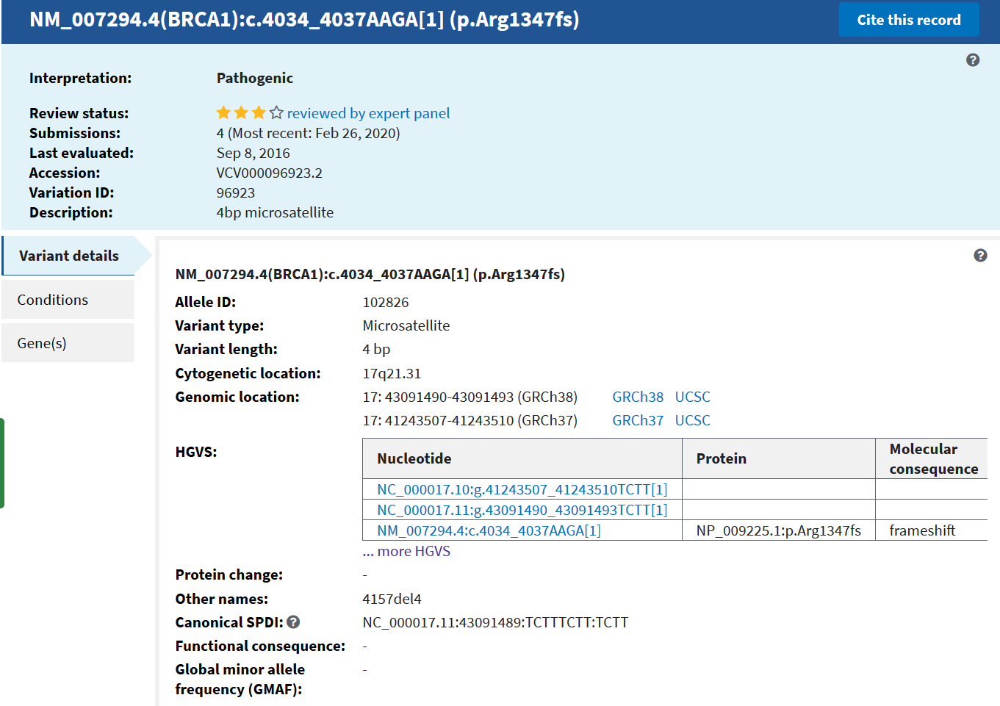 NM_007294.4(BRCA1):c.4034_4037AAGA[1] (p.Arg1347fs)
Cite this record
Interpretation: Pathogenic
Review status: reviewed by expert panel
Submissions: 4 (Most recent: Feb 26, 2020)
Last evaluated: Sep 8, 2016
Accession: VCV000096923.2
Variation ID: 96923
Description: 4bp microsatellite
Variant details
Conditions
Gene(s)
NM_007294.4(BRCA1):c.4034_4037AAGA[1] (p.Arg1347fs)
Allele ID: 102826
Variant type: Microsatellite
Variant length: 4 bp
Cytogenetic location: 17q21.31
Genomic location: 17: 43091490-43091493 (GRCh38) GRCh38 UCSC
17: 41243507-41243510 (GRCh37) GRCh37 UCSC
HGVS:
Nucleotide Protein Molecular consequence
NC_000017.10:g.41243507_41243510TCTT[1]
NC_000017.11:g.43091490_43091493TCTT[1]
NM_007294.4:c.4034_4037AAGA[1] NP_009225.1:p.Arg1347fs frameshift
... more HGVS
Protein change: -
Other names: 4157del4
Canonical SPDI: ? NC_000017.11:43091489:TCTTTCTT:TCTT
Functional consequence: -
Global minor allele -
frequency (GMAF):